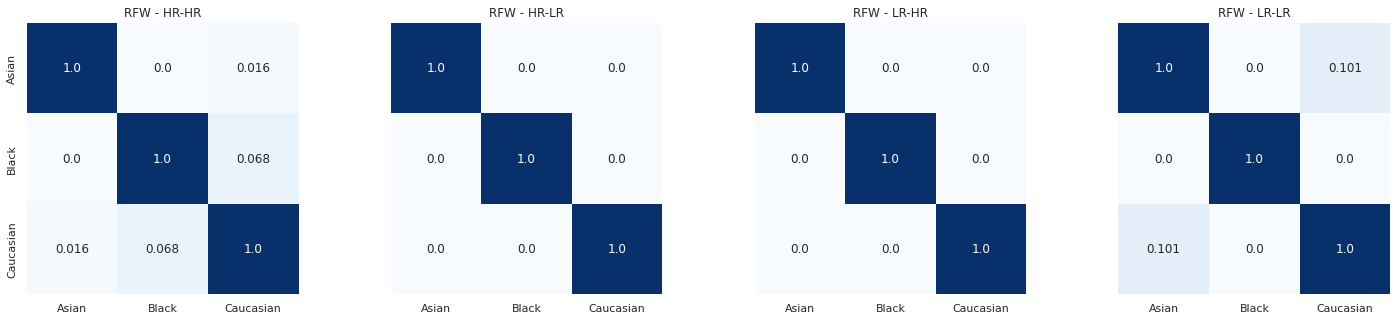 RFW - HR-HR RFW - HR-LR RFW - LR-HR RFW - LR-LR
Asian 1.0 0.0 0.016 1.0 0.0 0.0 1.0 0.0 0.0 1.0 0.0 0.101
Black 0.0 1.0 0.068 0.0 1.0 0.0 0.0 1.0 0.0 0.0 1.0 0.0
Caucasian 0.016 0.068 1.0 0.0 0.0 1.0 0.0 0.0 1.0 0.101 0.0 1.0
Asian Black Caucasian Asian Black Caucasian Asian Black Caucasian Asian Black Caucasian